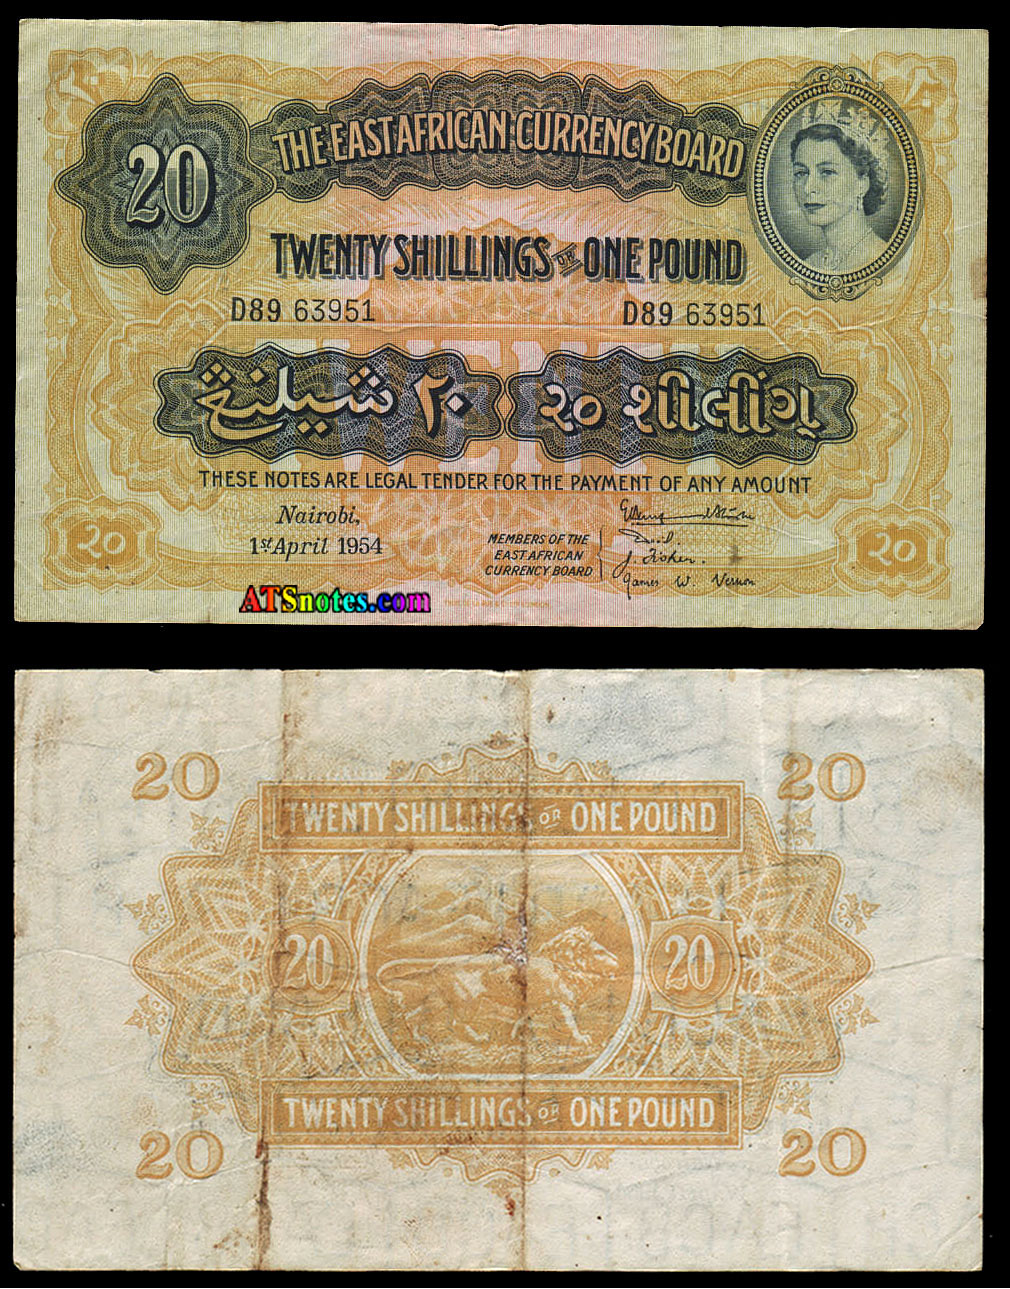 20
THE EAST AFRICAN CURRENCY BOARD
TWENTY SHILLINGS OR ONE POUND
D89 63951 D89 63951
شيلنڠ ٢٠
૨૦ શીલીંગ
TWENTY
THESE NOTES ARE LEGAL TENDER FOR THE PAYMENT OF ANY AMOUNT
Nairobi,
1st April 1954
MEMBERS OF THE
EAST AFRICAN
CURRENCY BOARD
J. Fisher.
James W. Vernon
20 20
ATSnotes.com
20 20
TWENTY SHILLINGS OR ONE POUND
20 20
TWENTY SHILLINGS OR ONE POUND
20 20